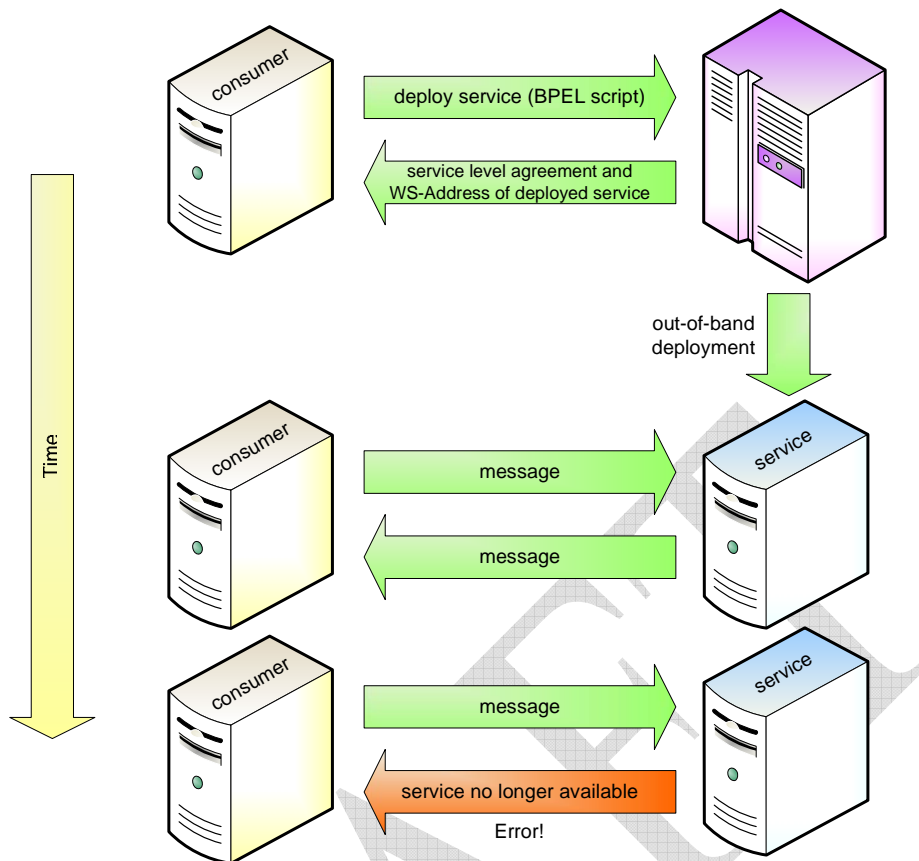 consumer
deploy service (BPEL script)
service level agreement and
WS-Address of deployed service
out-of-band
deployment
Time
consumer
message
service
message
consumer
message
service
service no longer available
Error!